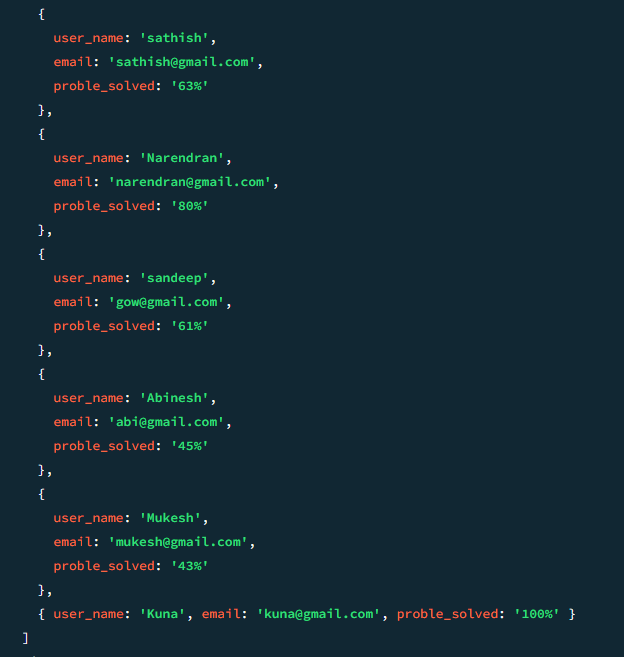 {
user_name: 'sathish',
email: 'sathish@gmail.com',
proble_solved: '63%'
},
{
user_name: 'Narendran',
email: 'narendran@gmail.com',
proble_solved: '80%'
},
{
user_name: 'sandeep',
email: 'gow@gmail.com',
proble_solved: '61%'
},
{
user_name: 'Abinesh',
email: 'abi@gmail.com',
proble_solved: '45%'
},
{
user_name: 'Mukesh',
email: 'mukesh@gmail.com',
proble_solved: '43%'
},
{ user_name: 'Kuna', email: 'kuna@gmail.com', proble_solved: '100%' }
]